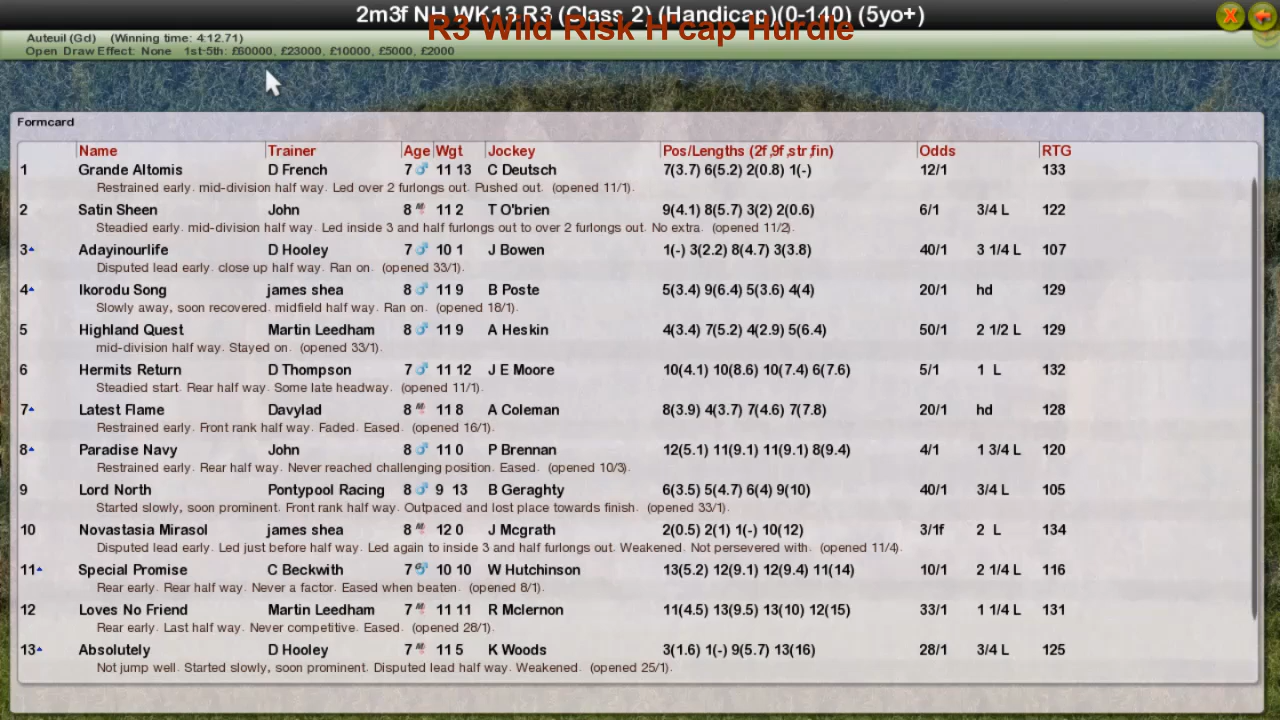 2m3f NH WK13 R3 (Class 2) (Handicap)(0-140) (5yo+)
R3 Wild Risk H'cap Hurdle
Auteuil (Gd) (Winning time: 4:12.71)
Open Draw Effect: None 1st-5th: £60000, £23000, £10000, £5000, £2000
Formcard
Name Trainer Age Wgt Jockey Pos/Lengths (2f,9f,str,fin) Odds RTG
1 Grande Altomis D French 7 11 13 C Deutsch 7(3.7) 6(5.2) 2(0.8) 1(-) 12/1 133
Restrained early. mid-division half way. Led over 2 furlongs out. Pushed out. (opened 11/1).
2 Satin Sheen John 8 11 2 T O'brien 9(4.1) 8(5.7) 3(2) 2(0.6) 6/1 3/4 L 122
Steadied early. mid-division half way. Led inside 3 and half furlongs out to over 2 furlongs out. No extra. (opened 11/2).
3 Adayinourlife D Hooley 7 10 1 J Bowen 1(-) 3(2.2) 8(4.7) 3(3.8) 40/1 3 1/4 L 107
Disputed lead early. close up half way. Ran on. (opened 33/1).
4 Ikorodu Song james shea 8 11 9 B Poste 5(3.4) 9(6.4) 5(3.6) 4(4) 20/1 hd 129
Slowly away, soon recovered. midfield half way. Ran on. (opened 18/1).
5 Highland Quest Martin Leedham 8 11 9 A Heskin 4(3.4) 7(5.2) 4(2.9) 5(6.4) 50/1 2 1/2 L 129
mid-division half way. Stayed on. (opened 33/1).
6 Hermits Return D Thompson 7 11 12 J E Moore 10(4.1) 10(8.6) 10(7.4) 6(7.6) 5/1 1 L 132
Steadied start. Rear half way. Some late headway. (opened 11/1).
7 Latest Flame Davylad 8 11 8 A Coleman 8(3.9) 4(3.7) 7(4.6) 7(7.8) 20/1 hd 128
Restrained early. Front rank half way. Faded. Eased. (opened 16/1).
8 Paradise Navy John 8 11 0 P Brennan 12(5.1) 11(9.1) 11(9.1) 8(9.4) 4/1 1 3/4 L 120
Restrained early. Rear half way. Never reached challenging position. Eased. (opened 10/3).
9 Lord North Pontypool Racing 8 9 13 B Geraghty 6(3.5) 5(4.7) 6(4) 9(10) 40/1 3/4 L 105
Started slowly, soon prominent. Front rank half way. Outpaced and lost place towards finish. (opened 33/1).
10 Novastasia Mirasol james shea 8 12 0 J Mcgrath 2(0.5) 2(1) 1(-) 10(12) 3/1f 2 L 134
Disputed lead early. Led just before half way. Led again to inside 3 and half furlongs out. Weakened. Not persevered with. (opened 11/4).
11 Special Promise C Beckwith 7 10 10 W Hutchinson 13(5.2) 12(9.1) 12(9.4) 11(14) 10/1 2 1/4 L 116
Rear early. Rear half way. Never a factor. Eased when beaten. (opened 8/1).
12 Loves No Friend Martin Leedham 7 11 11 R Mclernon 11(4.5) 13(9.5) 13(10) 12(15) 33/1 1 1/4 L 131
Rear early. Last half way. Never competitive. Eased. (opened 28/1).
13 Absolutely D Hooley 7 11 5 K Woods 3(1.6) 1(-) 9(5.7) 13(16) 28/1 3/4 L 125
Not jump well. Started slowly, soon prominent. Disputed lead half way. Weakened. (opened 25/1).